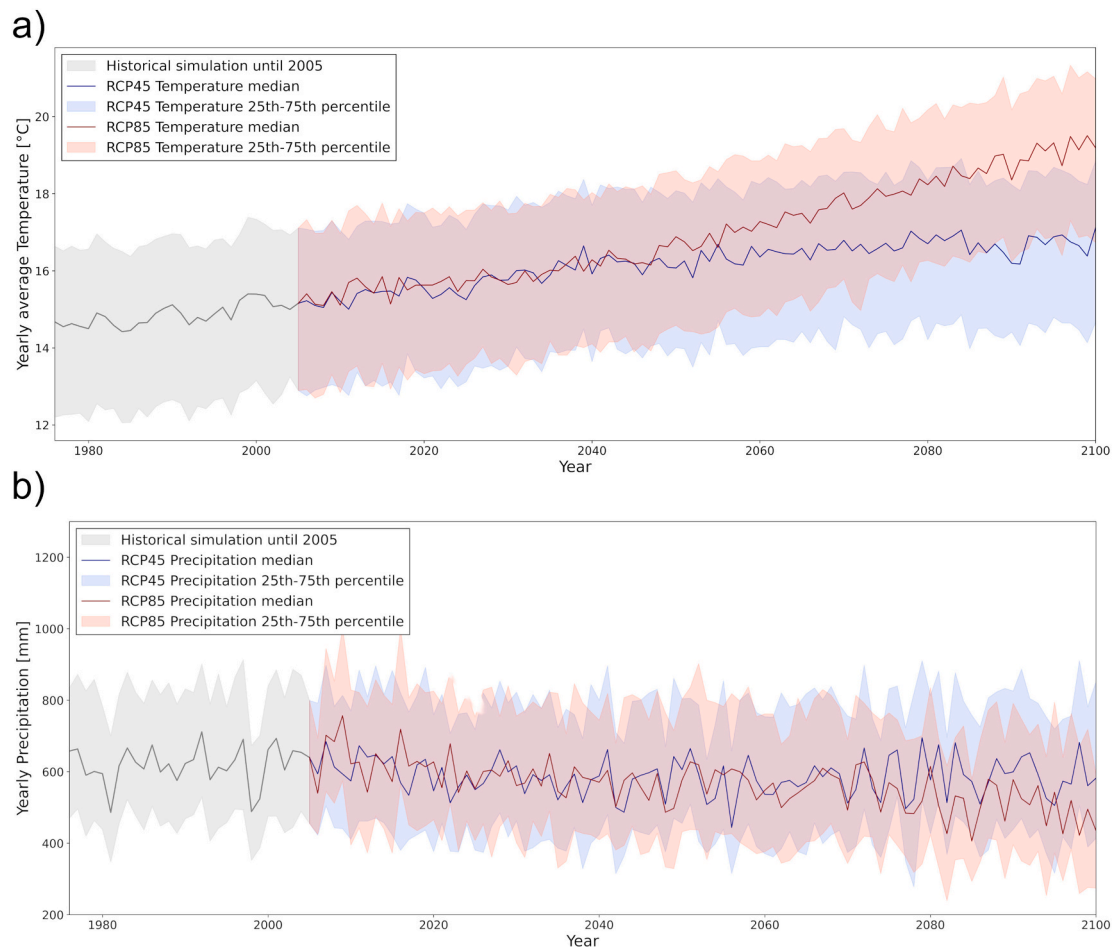 a)
Historical simulation until 2005
RCP45 Temperature median
RCP45 Temperature 25th-75th percentile
RCP85 Temperature median
RCP85 Temperature 25th-75th percentile
Yearly average Temperature [°C]
20
18
16
14
12
1980 2000 2020 2040 2060 2080 2100
Year
b)
Historical simulation until 2005
RCP45 Precipitation median
RCP45 Precipitation 25th-75th percentile
RCP85 Precipitation median
RCP85 Precipitation 25th-75th percentile
Yearly Precipitation [mm]
1200
1000
800
600
400
200
1980 2000 2020 2040 2060 2080 2100
Year